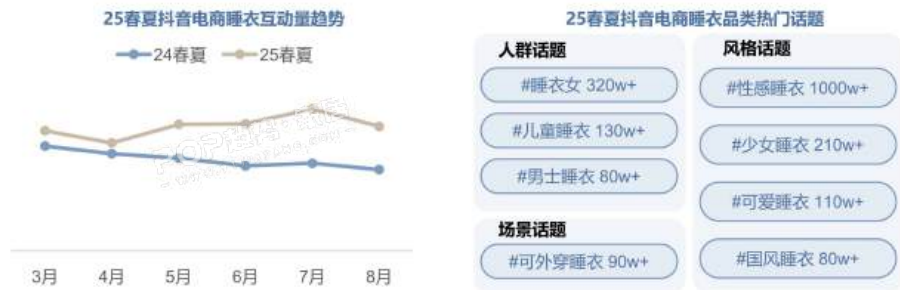 25春夏抖音电商睡衣互动量趋势
24春夏 25春夏
3月 4月 5月 6月 7月 8月
25春夏抖音电商睡衣品类热门话题
人群话题
#睡衣女 320w+
#儿童睡衣 130w+
#男士睡衣 80w+
场景话题
#可外穿睡衣 90w+
风格话题
#性感睡衣 1000w+
#少女睡衣 210w+
#可爱睡衣 110w+
#国风睡衣 80w+